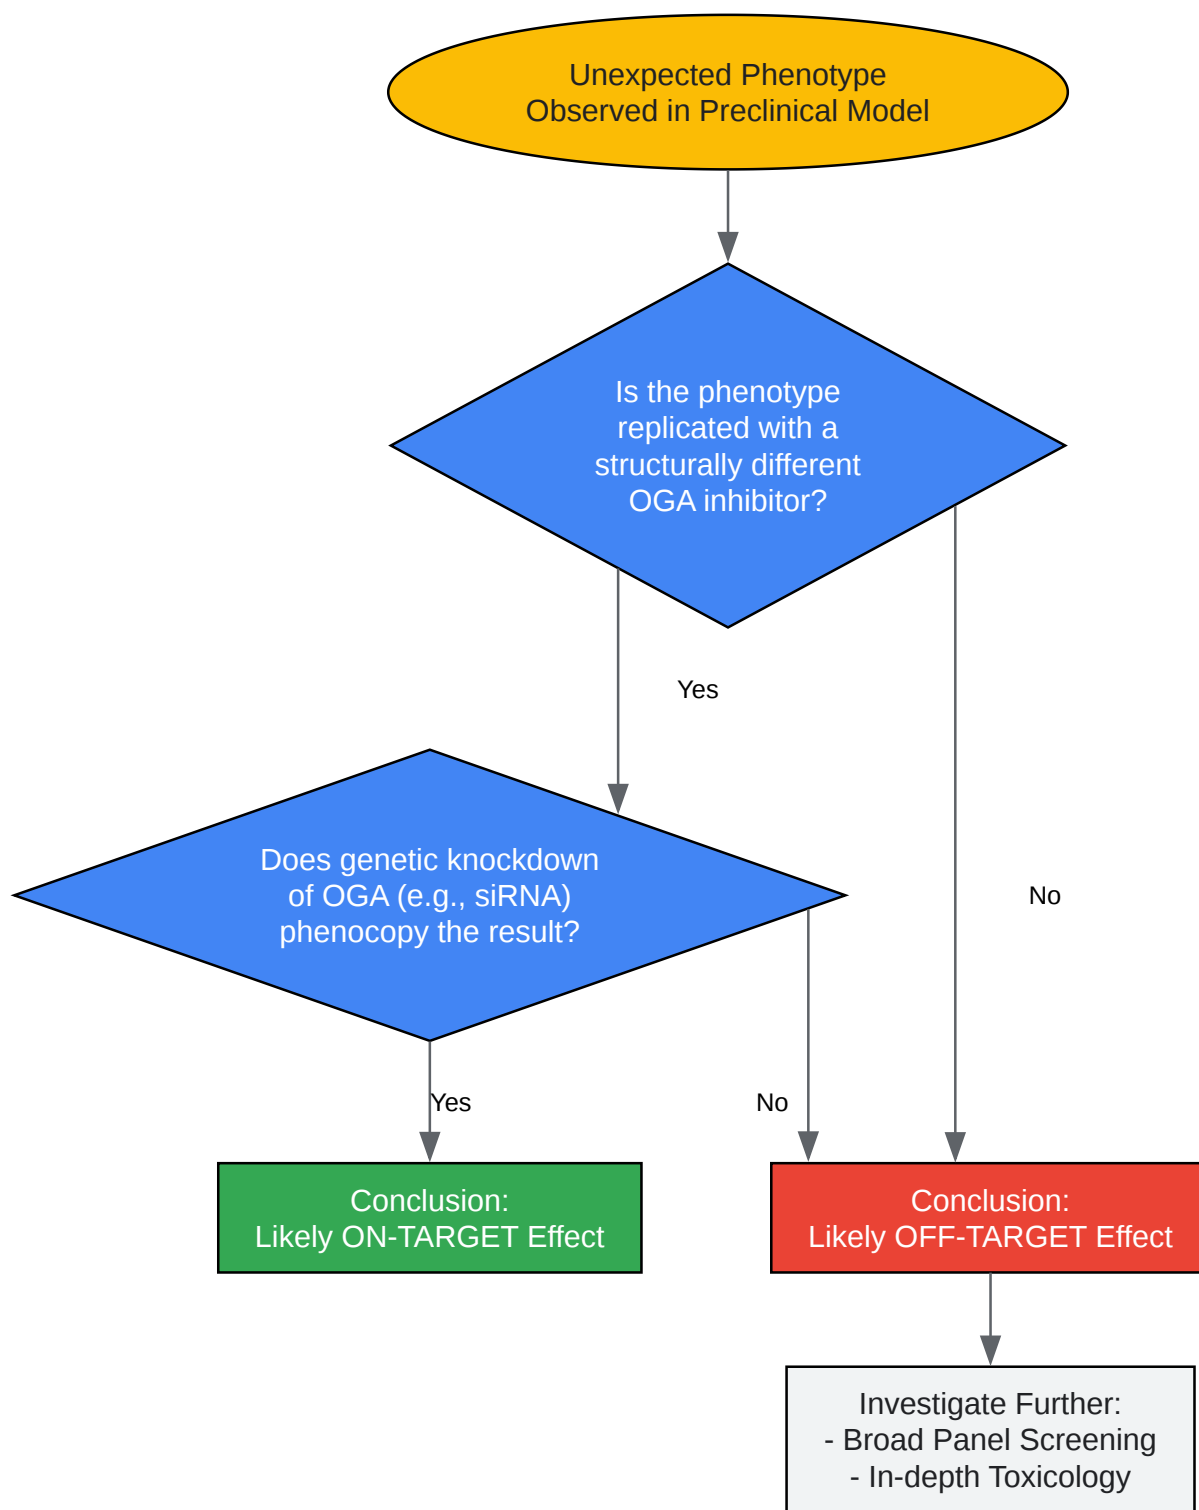 Unexpected Phenotype
Observed in Preclinical Model
Is the phenotype
replicated with a
structurally different
OGA inhibitor?
Yes
Does genetic knockdown
of OGA (e.g., siRNA)
phenocopy the result?
No
Yes
No
Conclusion:
Likely ON-TARGET Effect
Conclusion:
Likely OFF-TARGET Effect
Investigate Further:
- Broad Panel Screening
- In-depth Toxicology